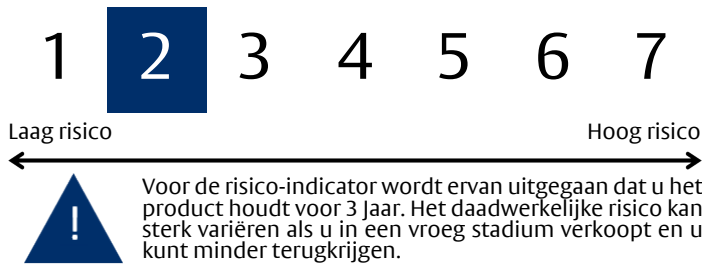 1 2 3 4 5 6 7
Laag risico Hoog risico
Voor de risico-indicator wordt ervan uitgegaan dat u het
product houdt voor 3 Jaar. Het daadwerkelijke risico kan
sterk variëren als u in een vroeg stadium verkoopt en u
kunt minder terugkrijgen.
!